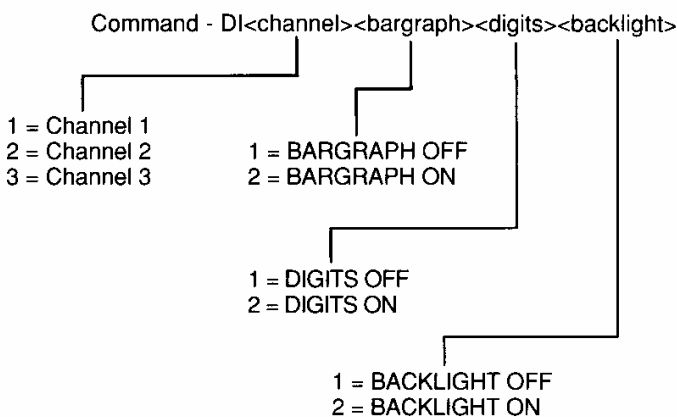 Command - DI<channel><bargraph><digits><backlight>
1 = Channel 1
2 = Channel 2
3 = Channel 3
1 = BARGRAPH OFF
2 = BARGRAPH ON
1 = DIGITS OFF
2 = DIGITS ON
1 = BACKLIGHT OFF
2 = BACKLIGHT ON